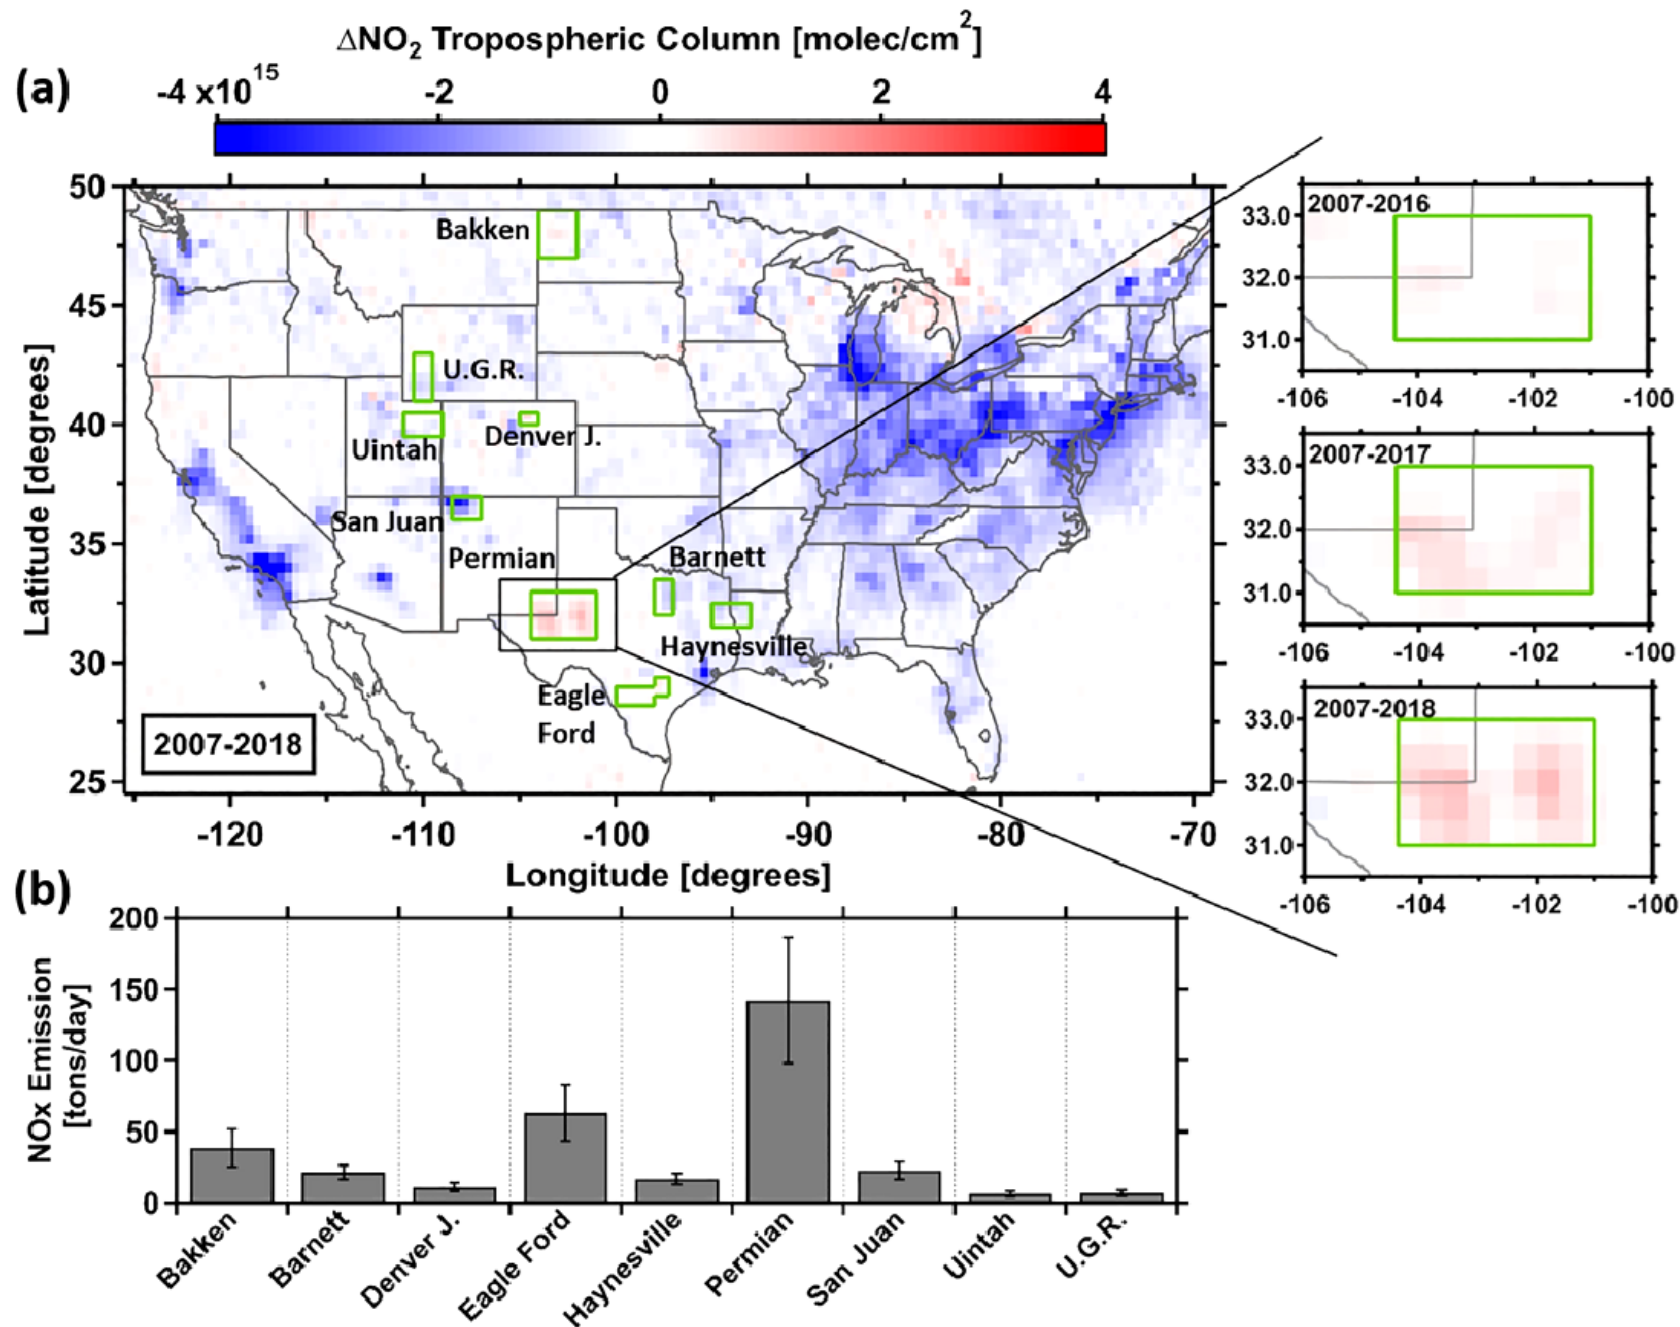 ΔNO2 Tropospheric Column [molec/cm2]
(a)
-4 x10^15 -2 0 2 4
50
45
40
35
30
25
Latitude [degrees]
Bakken
U.G.R.
Uintah
Denver J.
San Juan
Permian
Barnett
Haynesville
Eagle
Ford
2007-2018
-120 -110 -100 -90 -80 -70
Longitude [degrees]
2007-2016
33.0
32.0
31.0
-106 -104 -102 -100
2007-2017
33.0
32.0
31.0
-106 -104 -102 -100
2007-2018
33.0
32.0
31.0
-106 -104 -102 -100
(b)
NOx Emission
[tons/day]
200
150
100
50
0
Bakken
Barnett
Denver J.
Eagle Ford
Haynesville
Permian
San Juan
Uintah
U.G.R.